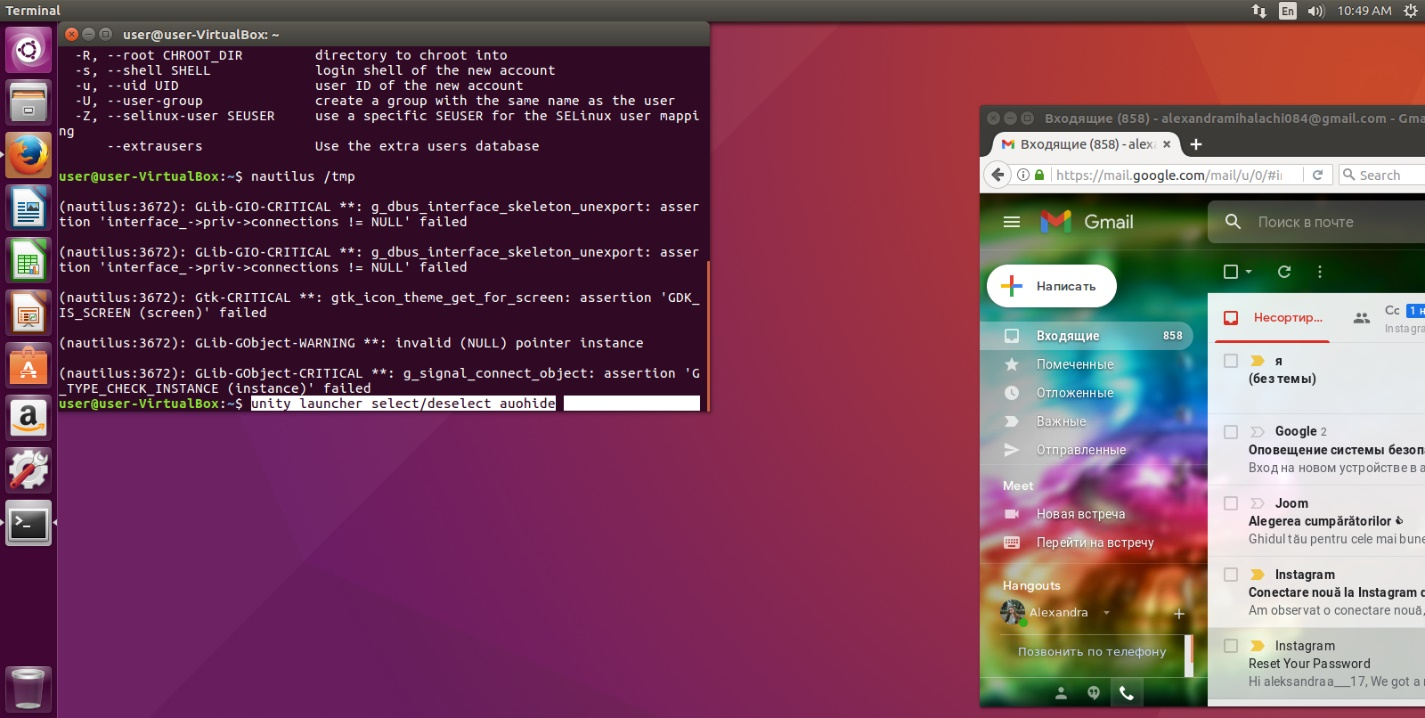 Terminal
En
10:49 AM
user@user-VirtualBox: ~
-R, --root CHROOT_DIR directory to chroot into
-s, --shell SHELL login shell of the new account
-u, --uid UID user ID of the new account
-U, --user-group create a group with the same name as the user
-Z, --selinux-user SEUSER use a specific SEUSER for the SELinux user mappi
ng
--extrausers Use the extra users database
user@user-VirtualBox:~$ nautilus /tmp
(nautilus:3672): GLib-GIO-CRITICAL **: g_dbus_interface_skeleton_unexport: asser
tion 'interface_->priv->connections != NULL' failed
(nautilus:3672): GLib-GIO-CRITICAL **: g_dbus_interface_skeleton_unexport: asser
tion 'interface_->priv->connections != NULL' failed
(nautilus:3672): Gtk-CRITICAL **: gtk_icon_theme_get_for_screen: assertion 'GDK_
IS_SCREEN (screen)' failed
(nautilus:3672): GLib-GObject-WARNING **: invalid (NULL) pointer instance
(nautilus:3672): GLib-GObject-CRITICAL **: g_signal_connect_object: assertion 'G
_TYPE_CHECK_INSTANCE (instance)' failed
user@user-VirtualBox:~$ unity launcher select/deselect auohide
Входящие (858) - alexandramihalachi084@gmail.com - Gma
Входящие (858) - alexa
https://mail.google.com/mail/u/0/#i
Search
Gmail
Поиск в почте
Написать
Входящие 858
Помеченные
Отложенные
Важные
Отправленные
Meet
Новая встреча
Перейти на встречу
Hangouts
Alexandra
Позвонить по телефону
Несортир...
Сс 1 н
Instagra
я
(без темы)
Google 2
Оповещение системы безопа
Вход на новом устройстве в а
Joom
Alegerea cumpărătorilor
Ghidul tău pentru cele mai bune
Instagram
Conectare nouă la Instagram d
Am observat o conectare nouă,
Instagram
Reset Your Password
Hi aleksandraa___17, We got a r